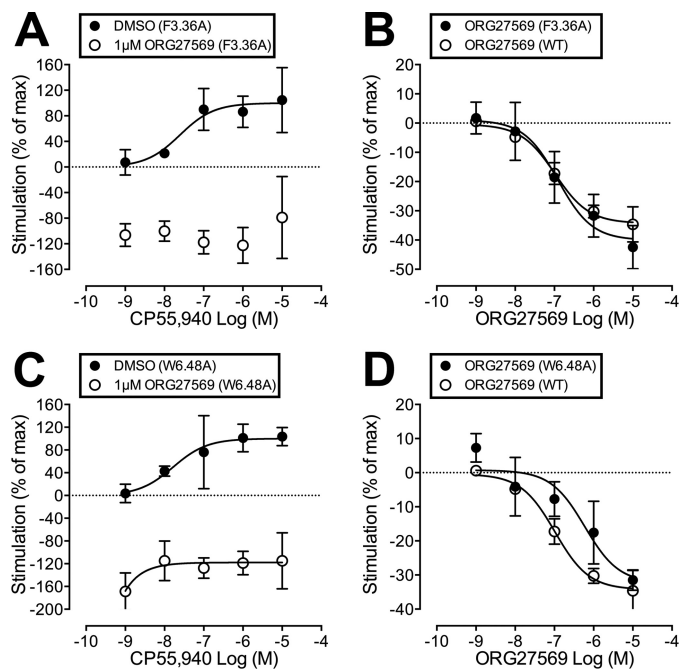 A
DMSO (F3.36A)
1µM ORG27569 (F3.36A)
Stimulation (% of max)
160
120
80
40
0
-40
-80
-120
-160
-10 -9 -8 -7 -6 -5 -4
CP55,940 Log (M)
B
ORG27569 (F3.36A)
ORG27569 (WT)
Stimulation (% of max)
20
10
0
-10
-20
-30
-40
-50
-10 -9 -8 -7 -6 -5 -4
ORG27569 Log (M)
C
DMSO (W6.48A)
1µM ORG27569 (W6.48A)
Stimulation (% of max)
160
120
80
40
0
-40
-80
-120
-160
-200
-10 -9 -8 -7 -6 -5 -4
CP55,940 Log (M)
D
ORG27569 (W6.48A)
ORG27569 (WT)
Stimulation (% of max)
20
10
0
-10
-20
-30
-40
-10 -9 -8 -7 -6 -5 -4
ORG27569 Log (M)